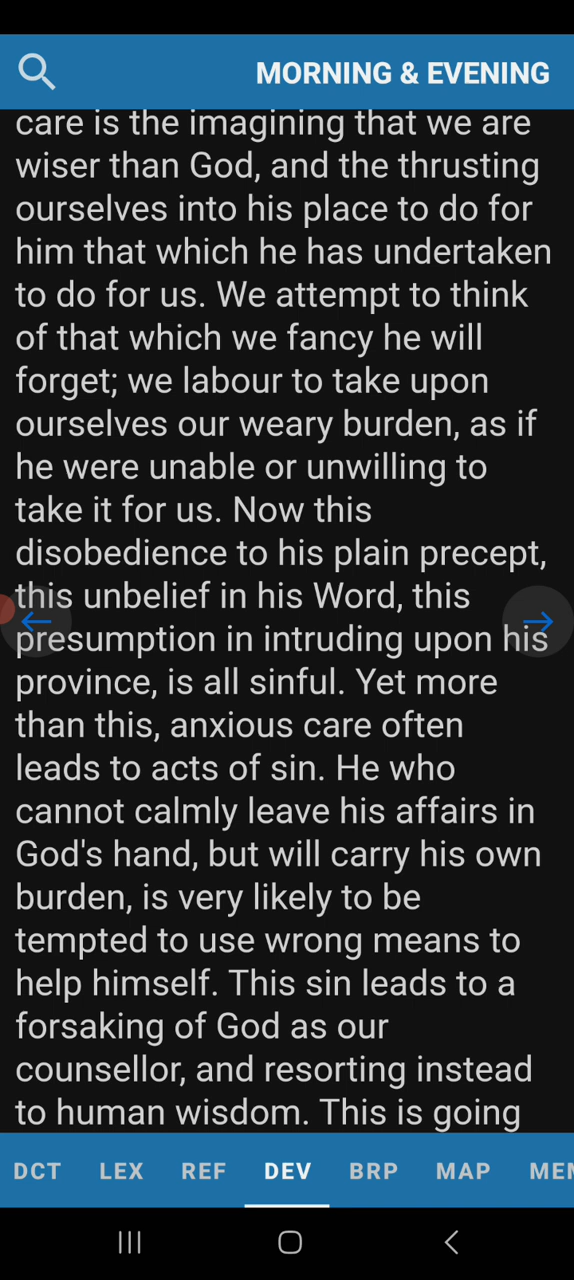 MORNING & EVENING
care is the imagining that we are
wiser than God, and the thrusting
ourselves into his place to do for
him that which he has undertaken
to do for us. We attempt to think
of that which we fancy he will
forget; we labour to take upon
ourselves our weary burden, as if
he were unable or unwilling to
take it for us. Now this
disobedience to his plain precept,
this unbelief in his Word, this
presumption in intruding upon his
province, is all sinful. Yet more
than this, anxious care often
leads to acts of sin. He who
cannot calmly leave his affairs in
God's hand, but will carry his own
burden, is very likely to be
tempted to use wrong means to
help himself. This sin leads to a
forsaking of God as our
counsellor, and resorting instead
to human wisdom. This is going
DCT LEX REF DEV BRP MAP MEM